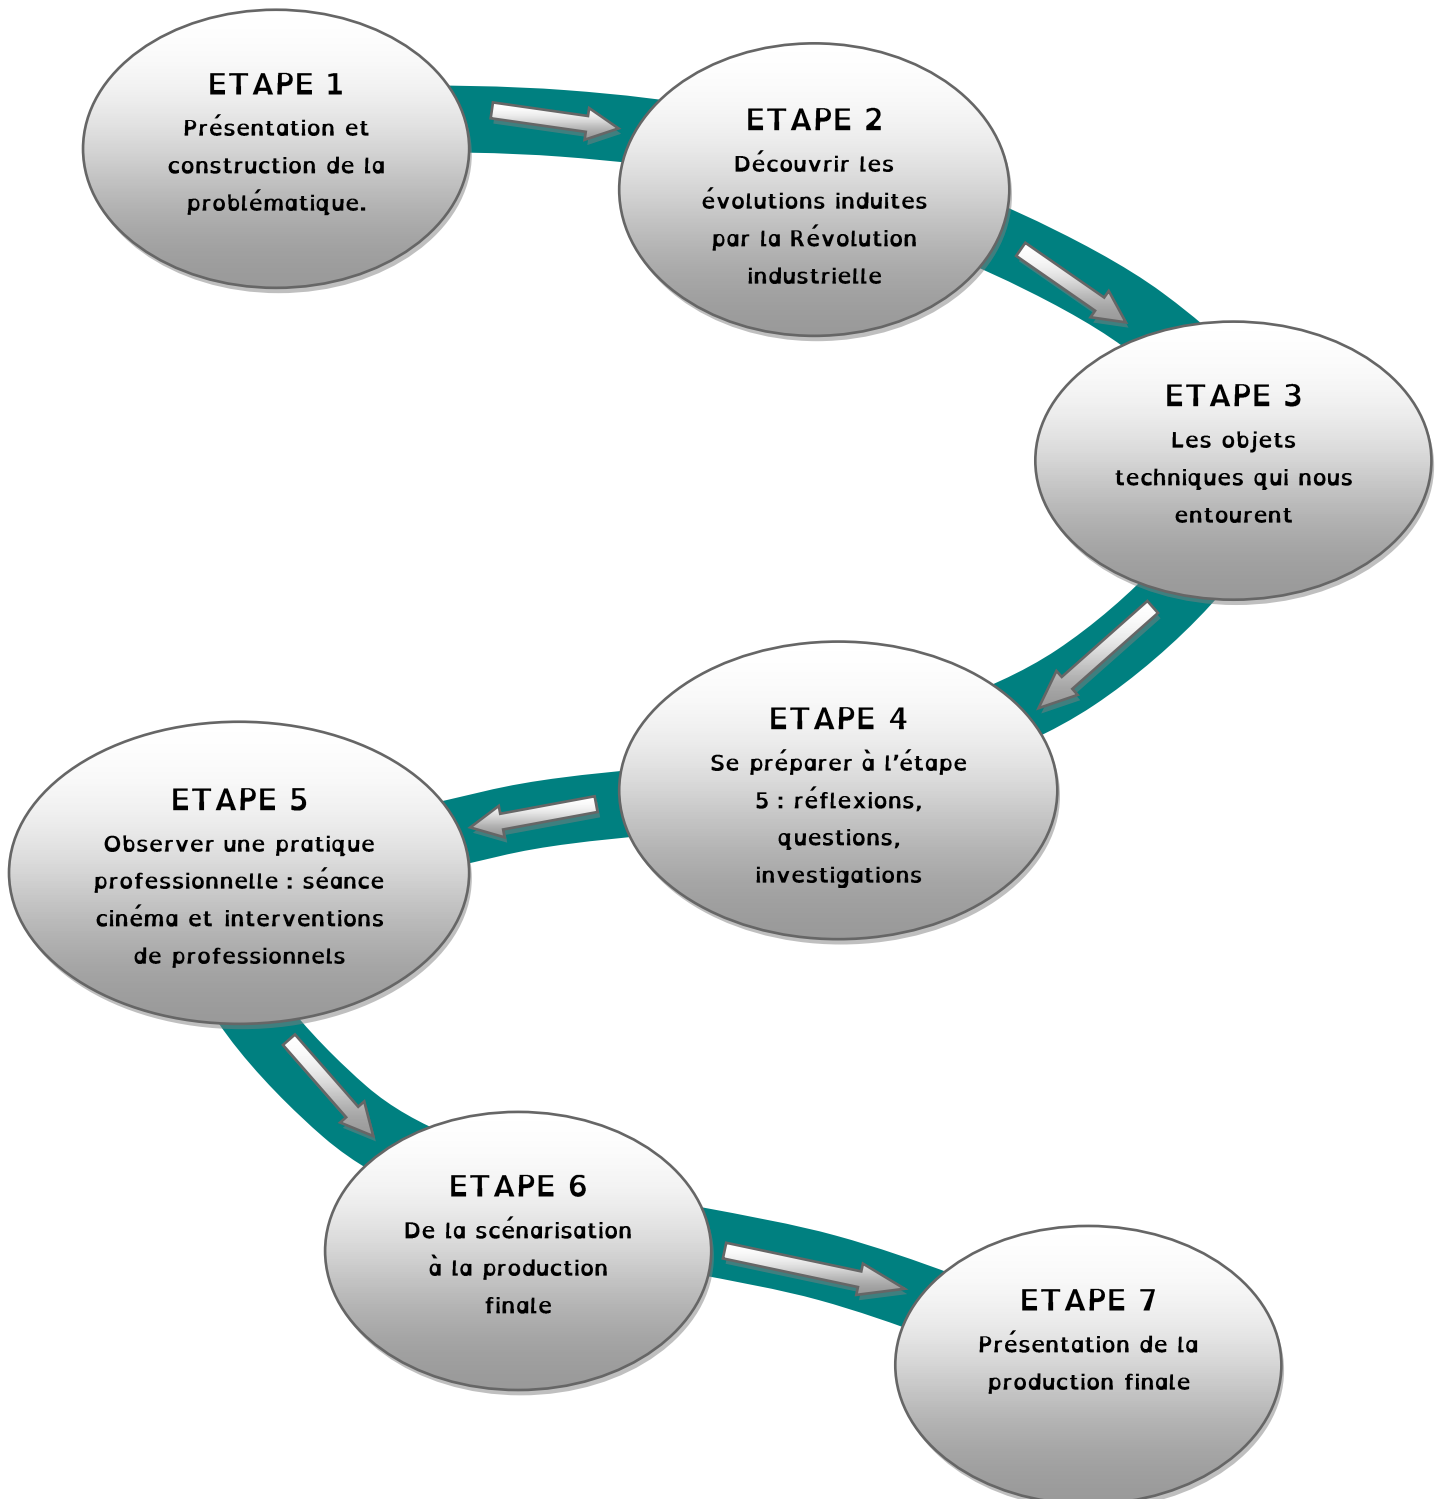 ETAPE 1
Présentation et
construction de la
problématique.
ETAPE 2
Découvrir les
évolutions induites
par la Révolution
industrielle
ETAPE 3
Les objets
techniques qui nous
entourent
ETAPE 4
Se préparer à l’étape
5 : réflexions,
questions,
investigations
ETAPE 5
Observer une pratique
professionnelle : séance
cinéma et interventions
de professionnels
ETAPE 6
De la scénarisation
à la production
finale
ETAPE 7
Présentation de la
production finale